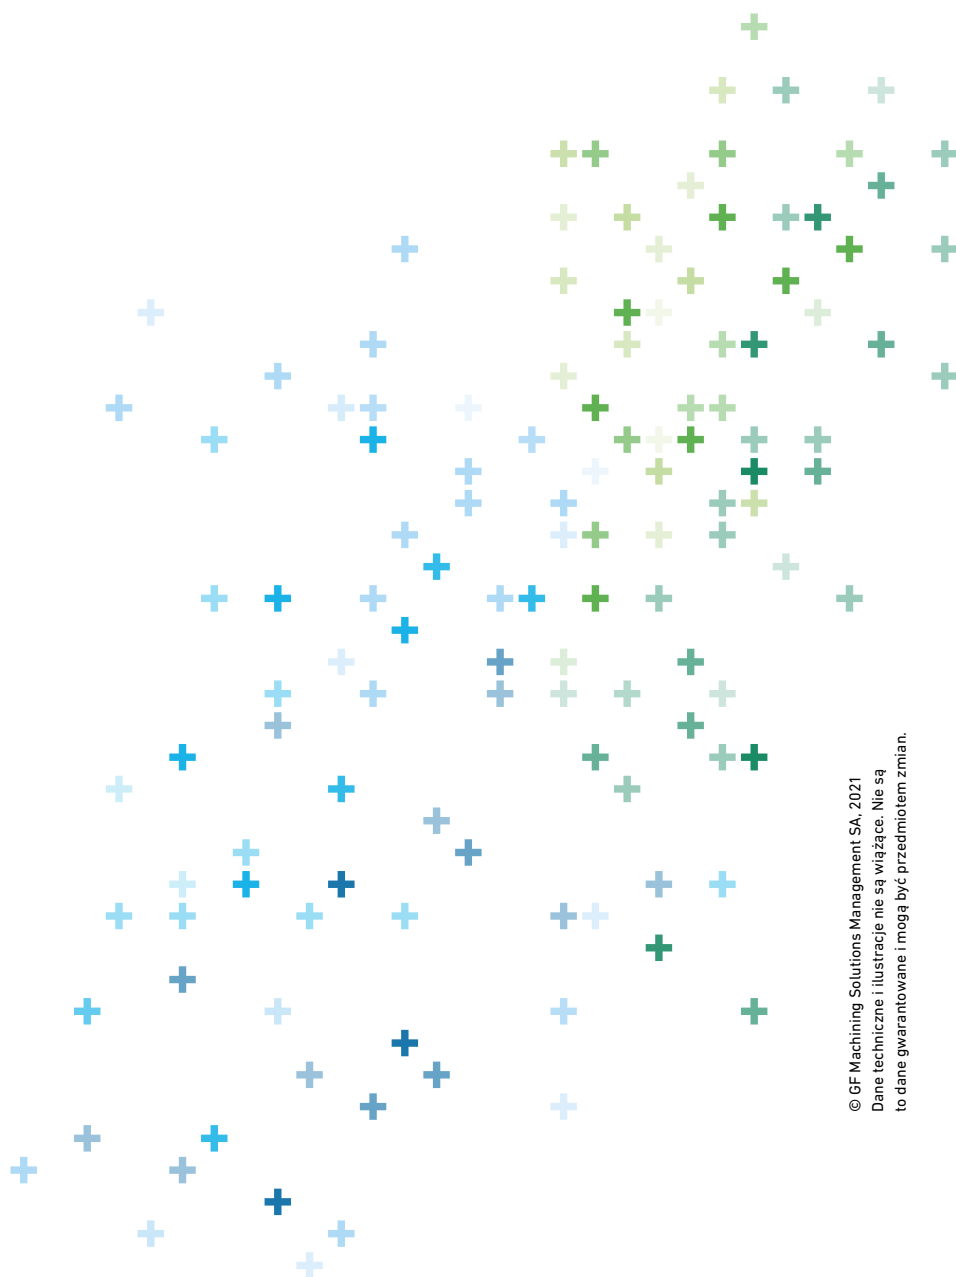 © GF Machining Solutions Management SA, 2021
Dane techniczne i ilustracje nie są wiążące. Nie są
to dane gwarantowane i mogą być przedmiotem zmian.